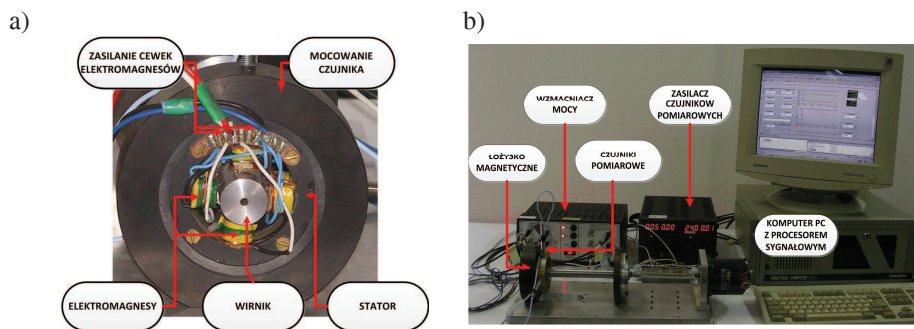 a)
ZASILANIE CEWEK
ELEKTROMAGNESÓW
MOCOWANIE
CZUJNIKA
ELEKTROMAGNESY
WIRNIK
STATOR
b)
WZMACNIACZ
MOCY
ZASILACZ
CZUJNIKOW
POMIAROWYCH
ŁOŻYSKO
MAGNETYCZNE
CZUJNIKI
POMIAROWE
KOMPUTER PC
Z PROCESOREM
SYGNAŁOWYM